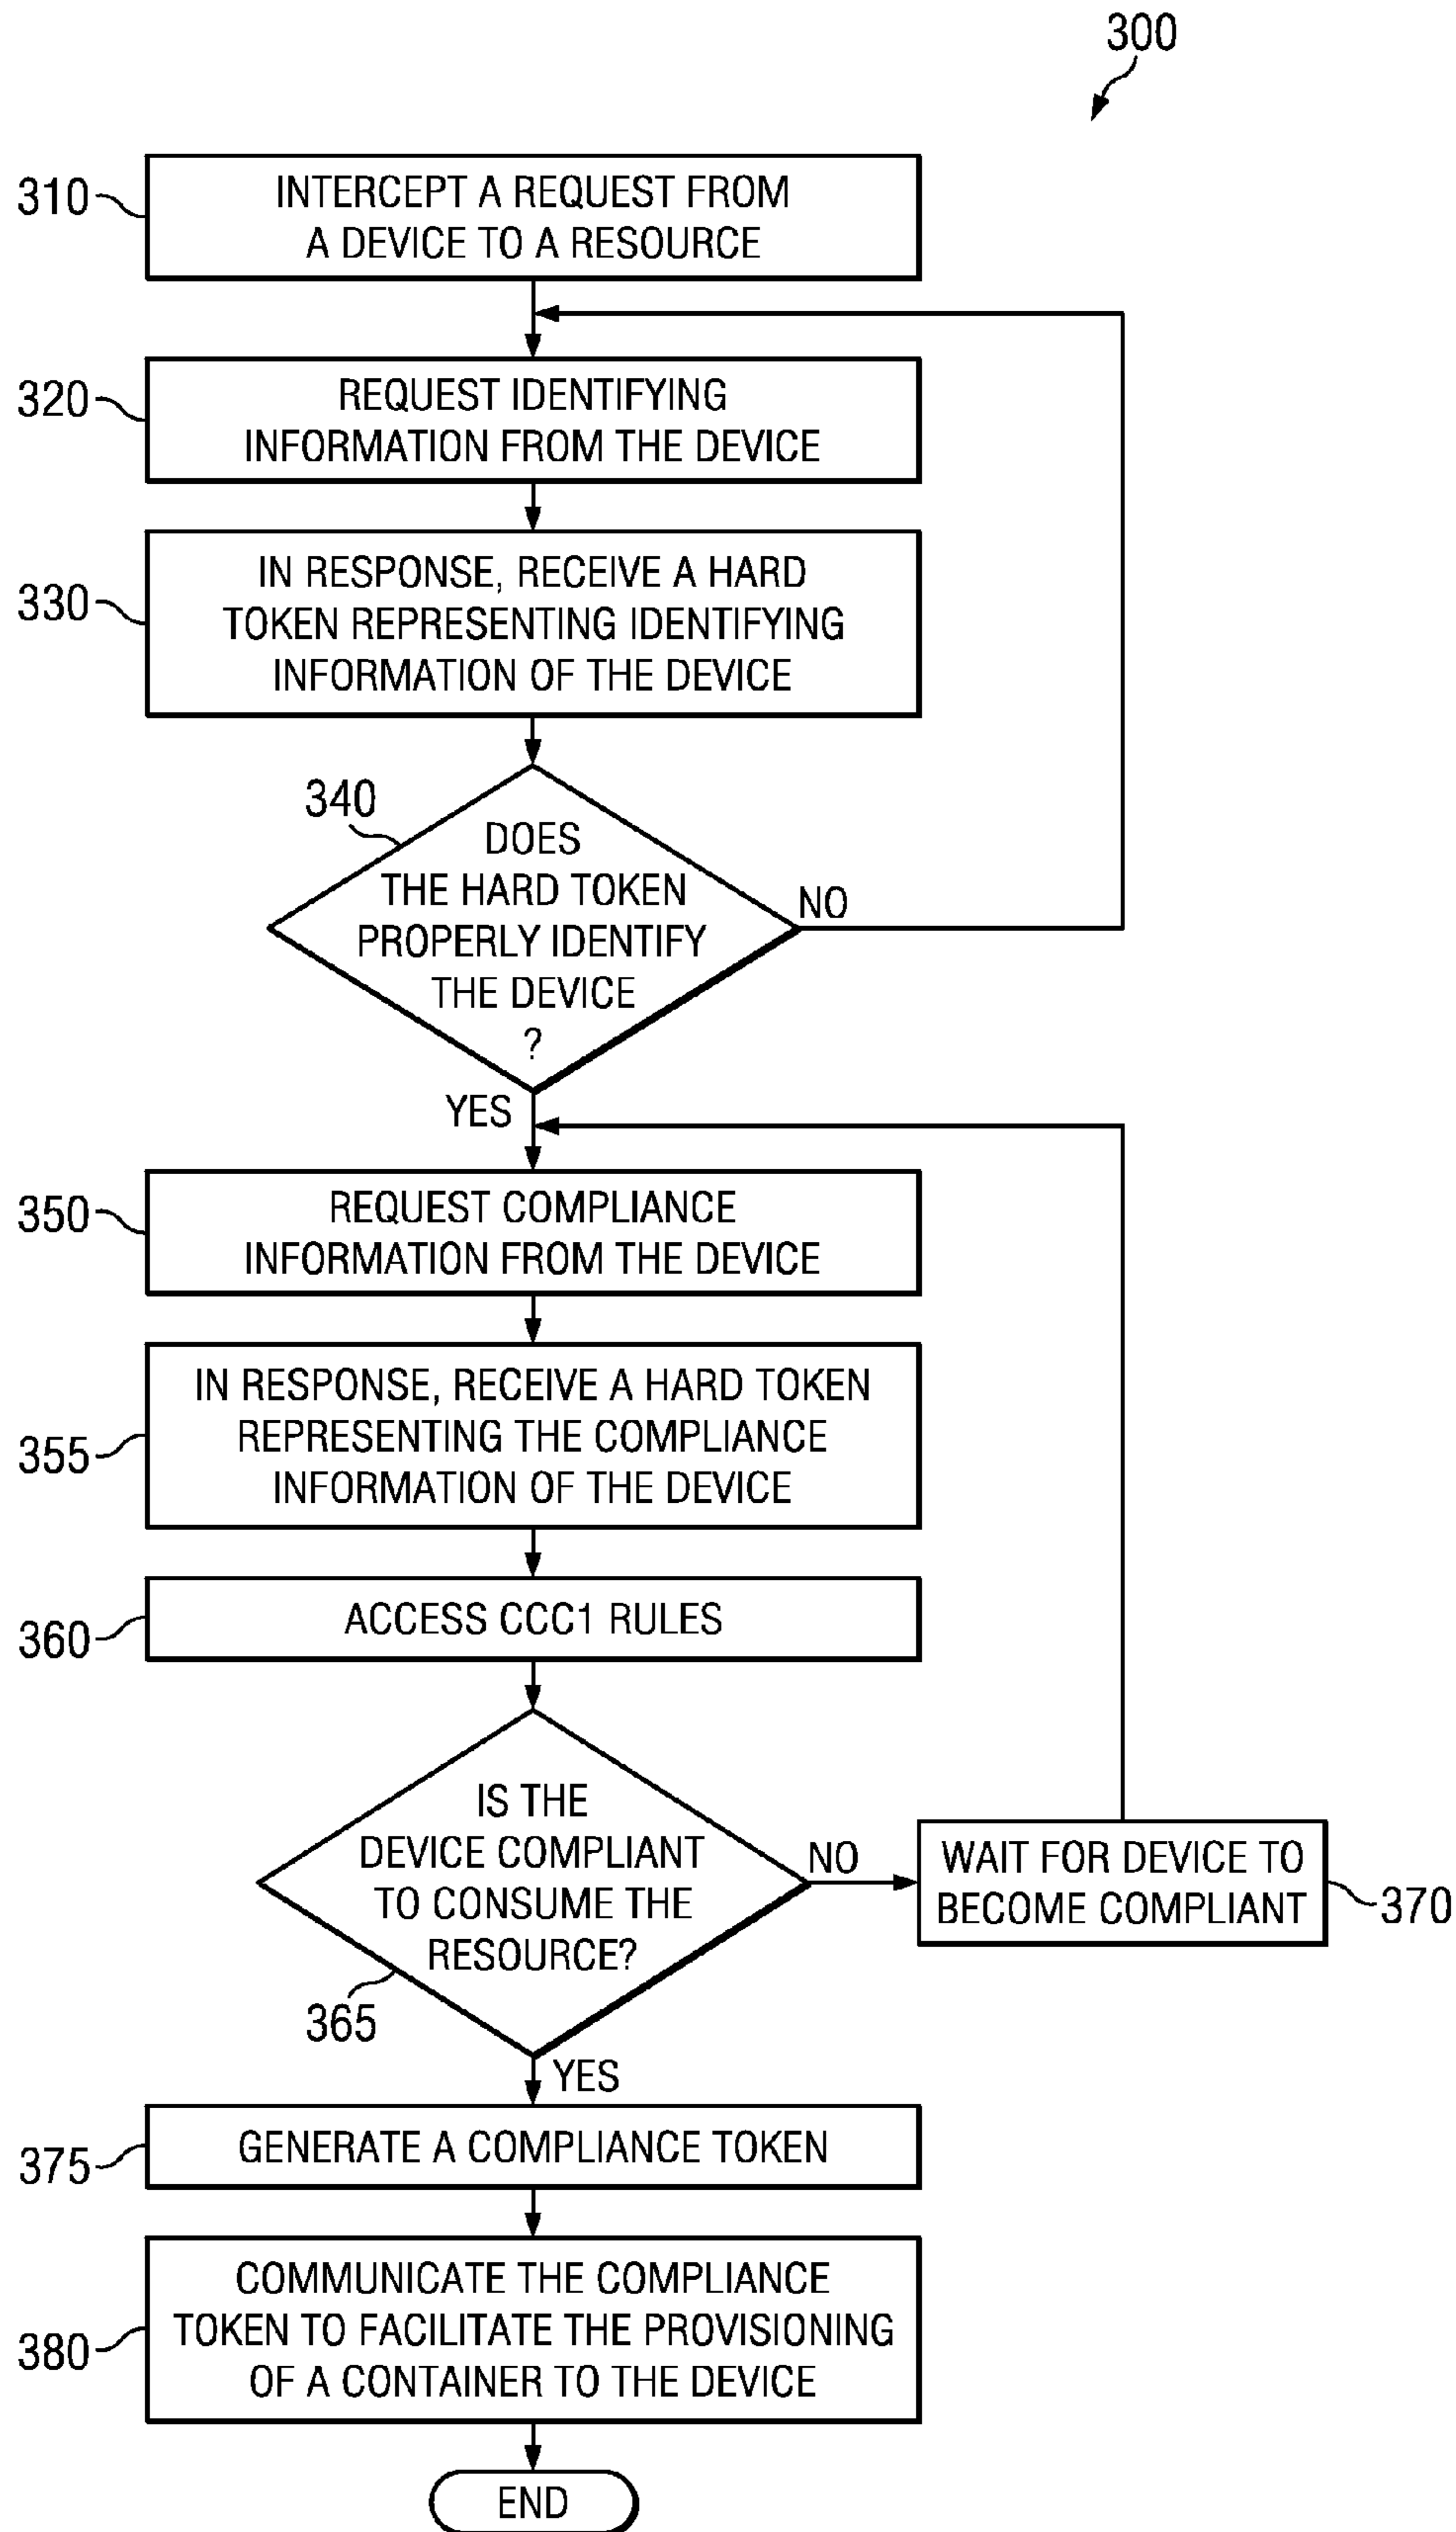 300
310
INTERCEPT A REQUEST FROM
A DEVICE TO A RESOURCE
320
REQUEST IDENTIFYING
INFORMATION FROM THE DEVICE
330
IN RESPONSE, RECEIVE A HARD
TOKEN REPRESENTING IDENTIFYING
INFORMATION OF THE DEVICE
340
DOES
THE HARD TOKEN
PROPERLY IDENTIFY
THE DEVICE
?
NO
YES
350
REQUEST COMPLIANCE
INFORMATION FROM THE DEVICE
355
IN RESPONSE, RECEIVE A HARD TOKEN
REPRESENTING THE COMPLIANCE
INFORMATION OF THE DEVICE
360
ACCESS CCC1 RULES
IS THE
DEVICE COMPLIANT
TO CONSUME THE
RESOURCE?
365
NO
WAIT FOR DEVICE TO
BECOME COMPLIANT
370
YES
375
GENERATE A COMPLIANCE TOKEN
380
COMMUNICATE THE COMPLIANCE
TOKEN TO FACILITATE THE PROVISIONING
OF A CONTAINER TO THE DEVICE
END